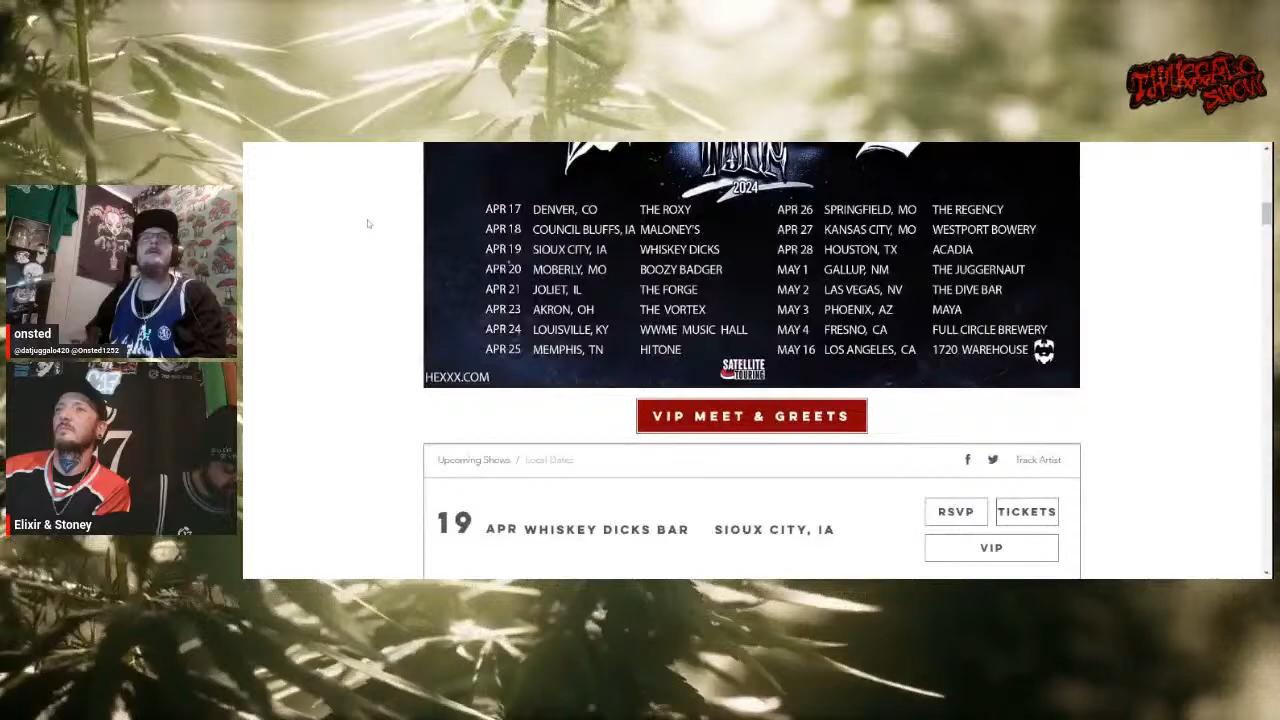 THUGGALO
SHOW
2024
APR 17 DENVER, CO THE ROXY
APR 18 COUNCIL BLUFFS, IA MALONEY'S
APR 19 SIOUX CITY, IA WHISKEY DICKS
APR 20 MOBERLY, MO BOOZY BADGER
APR 21 JOLIET, IL THE FORGE
APR 23 AKRON, OH THE VORTEX
APR 24 LOUISVILLE, KY WWME MUSIC HALL
APR 25 MEMPHIS, TN HI TONE
APR 26 SPRINGFIELD, MO THE REGENCY
APR 27 KANSAS CITY, MO WESTPORT BOWERY
APR 28 HOUSTON, TX ACADIA
MAY 1 GALLUP, NM THE JUGGERNAUT
MAY 2 LAS VEGAS, NV THE DIVE BAR
MAY 3 PHOENIX, AZ MAYA
MAY 4 FRESNO, CA FULL CIRCLE BREWERY
MAY 16 LOS ANGELES, CA 1720 WAREHOUSE
HEXXX.COM
SATELLITE
TOURING
VIP MEET & GREETS
Upcoming Shows / Local Dates
Track Artist
19 APR WHISKEY DICKS BAR SIOUX CITY, IA
RSVP TICKETS
VIP
onsted
@datjuggalo420 @Onsted1252
Elixir & Stoney